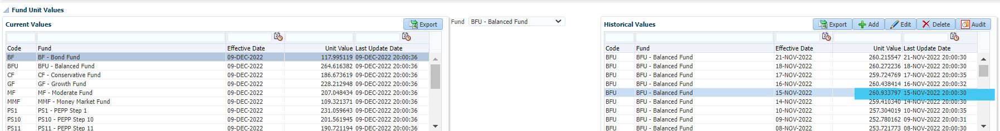 Fund Unit Values
Current Values Export
Fund BFU - Balanced Fund
Code Fund Effective Date Unit Value Last Update Date
BF BF - Bond Fund 09-DEC-2022 117.995119 09-DEC-2022 20:00:36
BFU BFU - Balanced Fund 09-DEC-2022 264.616382 09-DEC-2022 20:00:36
CF CF - Conservative Fund 09-DEC-2022 186.673619 09-DEC-2022 20:00:36
GF GF - Growth Fund 09-DEC-2022 228.212948 09-DEC-2022 20:00:36
MF MF - Moderate Fund 09-DEC-2022 207.048434 09-DEC-2022 20:00:36
MMF MMF - Money Market Fund 09-DEC-2022 109.321371 09-DEC-2022 20:00:36
PS1 PS1 - PEPP Step 1 09-DEC-2022 231.059643 09-DEC-2022 20:00:36
PS10 PS10 - PEPP Step 10 09-DEC-2022 201.561945 09-DEC-2022 20:00:36
PS11 PS11 - PEPP Step 11 09-DEC-2022 190.721194 09-DEC-2022 20:00:36
Historical Values Export Add Edit Delete Audit
Code Fund Effective Date Unit Value Last Update Date
BFU BFU - Balanced Fund 21-NOV-2022 260.215547 21-NOV-2022 20:00:30
BFU BFU - Balanced Fund 18-NOV-2022 260.272236 18-NOV-2022 20:00:30
BFU BFU - Balanced Fund 17-NOV-2022 259.724769 17-NOV-2022 20:00:35
BFU BFU - Balanced Fund 16-NOV-2022 260.438414 16-NOV-2022 20:00:32
BFU BFU - Balanced Fund 15-NOV-2022 260.933797 15-NOV-2022 20:00:30
BFU BFU - Balanced Fund 14-NOV-2022 259.410340 14-NOV-2022 20:00:30
BFU BFU - Balanced Fund 10-NOV-2022 257.304019 10-NOV-2022 20:00:35
BFU BFU - Balanced Fund 09-NOV-2022 252.780162 09-NOV-2022 20:00:31
BFU BFU - Balanced Fund 08-NOV-2022 253.721773 08-NOV-2022 20:00:30